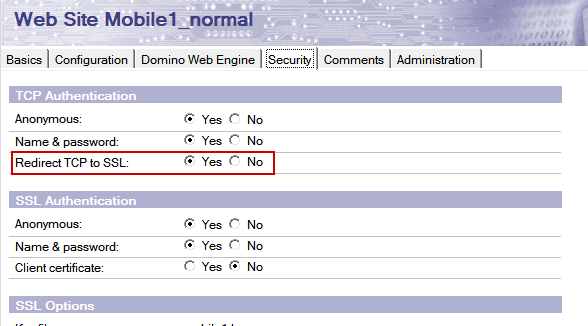 Web Site Mobile1_normal
Basics Configuration Domino Web Engine Security Comments Administration
TCP Authentication
Anonymous: Yes No
Name & password: Yes No
Redirect TCP to SSL: Yes No
SSL Authentication
Anonymous: Yes No
Name & password: Yes No
Client certificate: Yes No
SSL Options